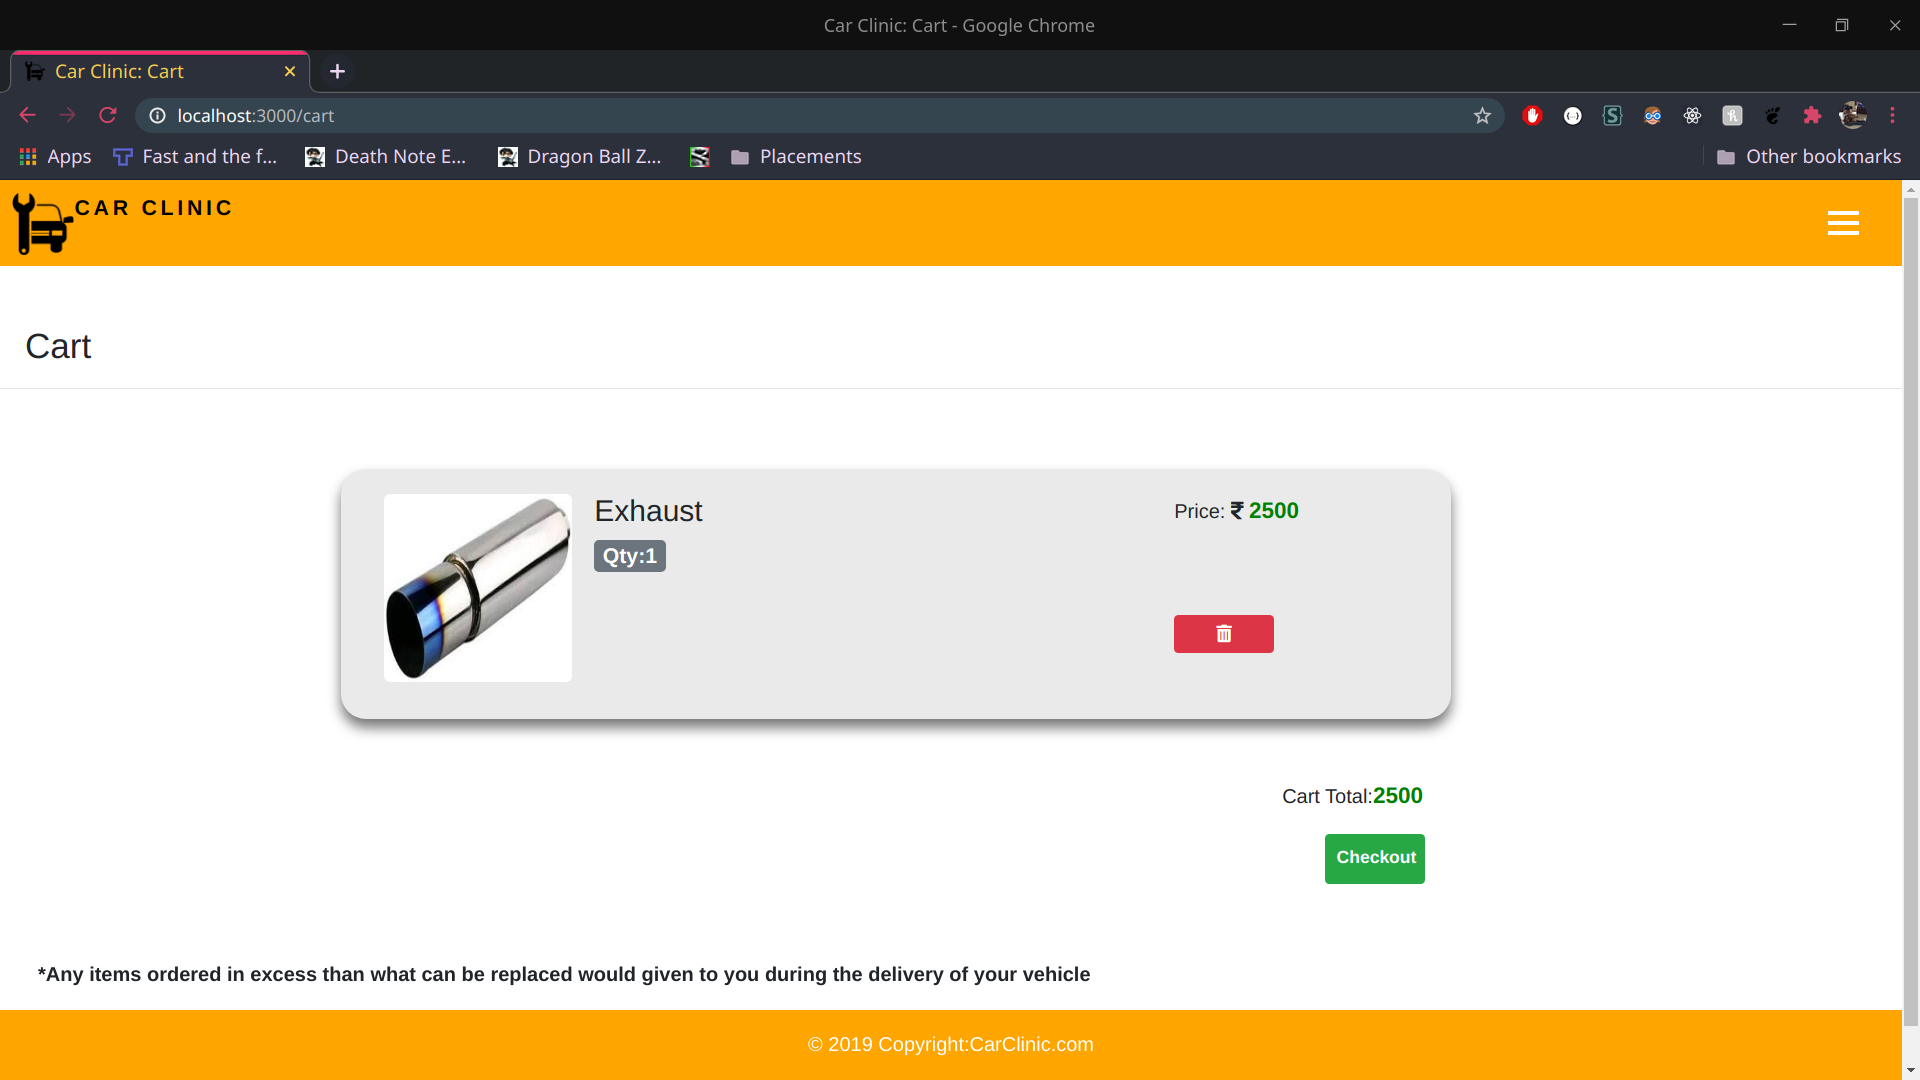 Car Clinic: Cart - Google Chrome
Car Clinic: Cart
localhost:3000/cart
Apps
Fast and the f...
Death Note E...
Dragon Ball Z...
Placements
Other bookmarks
CAR CLINIC
Cart
Exhaust
Price: ₹ 2500
Qty:1
Cart Total:2500
Checkout
*Any items ordered in excess than what can be replaced would given to you during the delivery of your vehicle
© 2019 Copyright:CarClinic.com